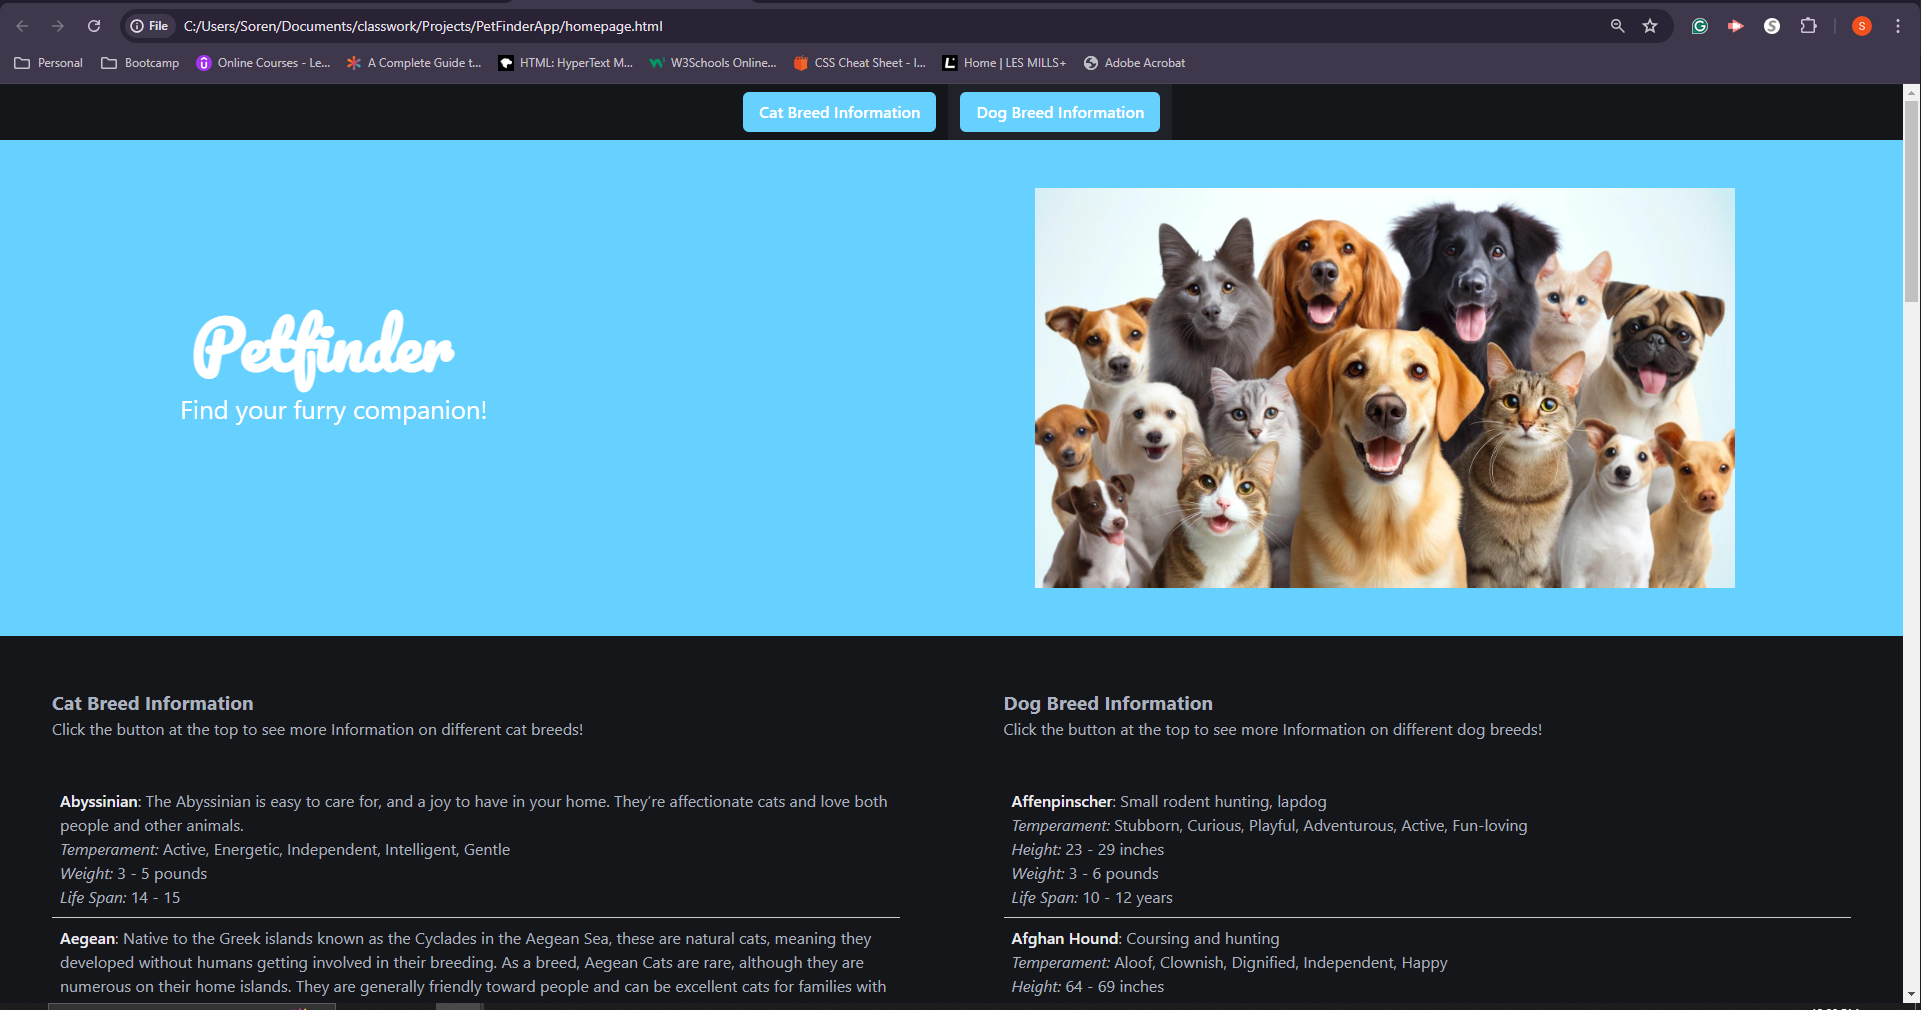 File C:/Users/Soren/Documents/classwork/Projects/PetFinderApp/homepage.html
S
S
Personal Bootcamp Online Courses - Le... A Complete Guide t... HTML: HyperText M... W3Schools Online... CSS Cheat Sheet - I... Home | LES MILLS+ Adobe Acrobat
Cat Breed Information Dog Breed Information
Petfinder
Find your furry companion!
Cat Breed Information
Click the button at the top to see more Information on different cat breeds!
Abyssinian: The Abyssinian is easy to care for, and a joy to have in your home. They’re affectionate cats and love both
people and other animals.
Temperament: Active, Energetic, Independent, Intelligent, Gentle
Weight: 3 - 5 pounds
Life Span: 14 - 15
Aegean: Native to the Greek islands known as the Cyclades in the Aegean Sea, these are natural cats, meaning they
developed without humans getting involved in their breeding. As a breed, Aegean Cats are rare, although they are
numerous on their home islands. They are generally friendly toward people and can be excellent cats for families with
Dog Breed Information
Click the button at the top to see more Information on different dog breeds!
Affenpinscher: Small rodent hunting, lapdog
Temperament: Stubborn, Curious, Playful, Adventurous, Active, Fun-loving
Height: 23 - 29 inches
Weight: 3 - 6 pounds
Life Span: 10 - 12 years
Afghan Hound: Coursing and hunting
Temperament: Aloof, Clownish, Dignified, Independent, Happy
Height: 64 - 69 inches